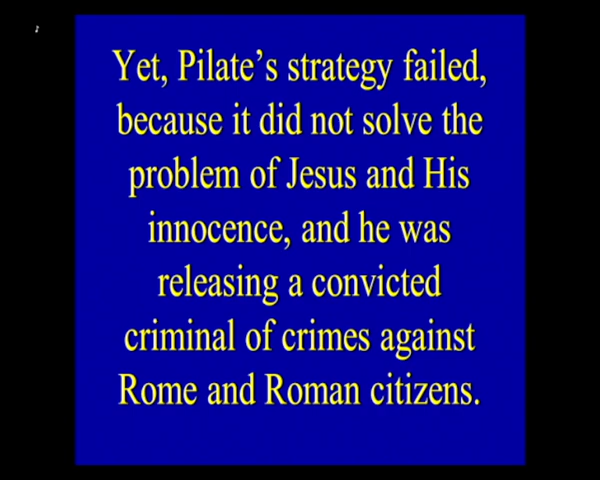 Yet, Pilate's strategy failed,
because it did not solve the
problem of Jesus and His
innocence, and he was
releasing a convicted
criminal of crimes against
Rome and Roman citizens.